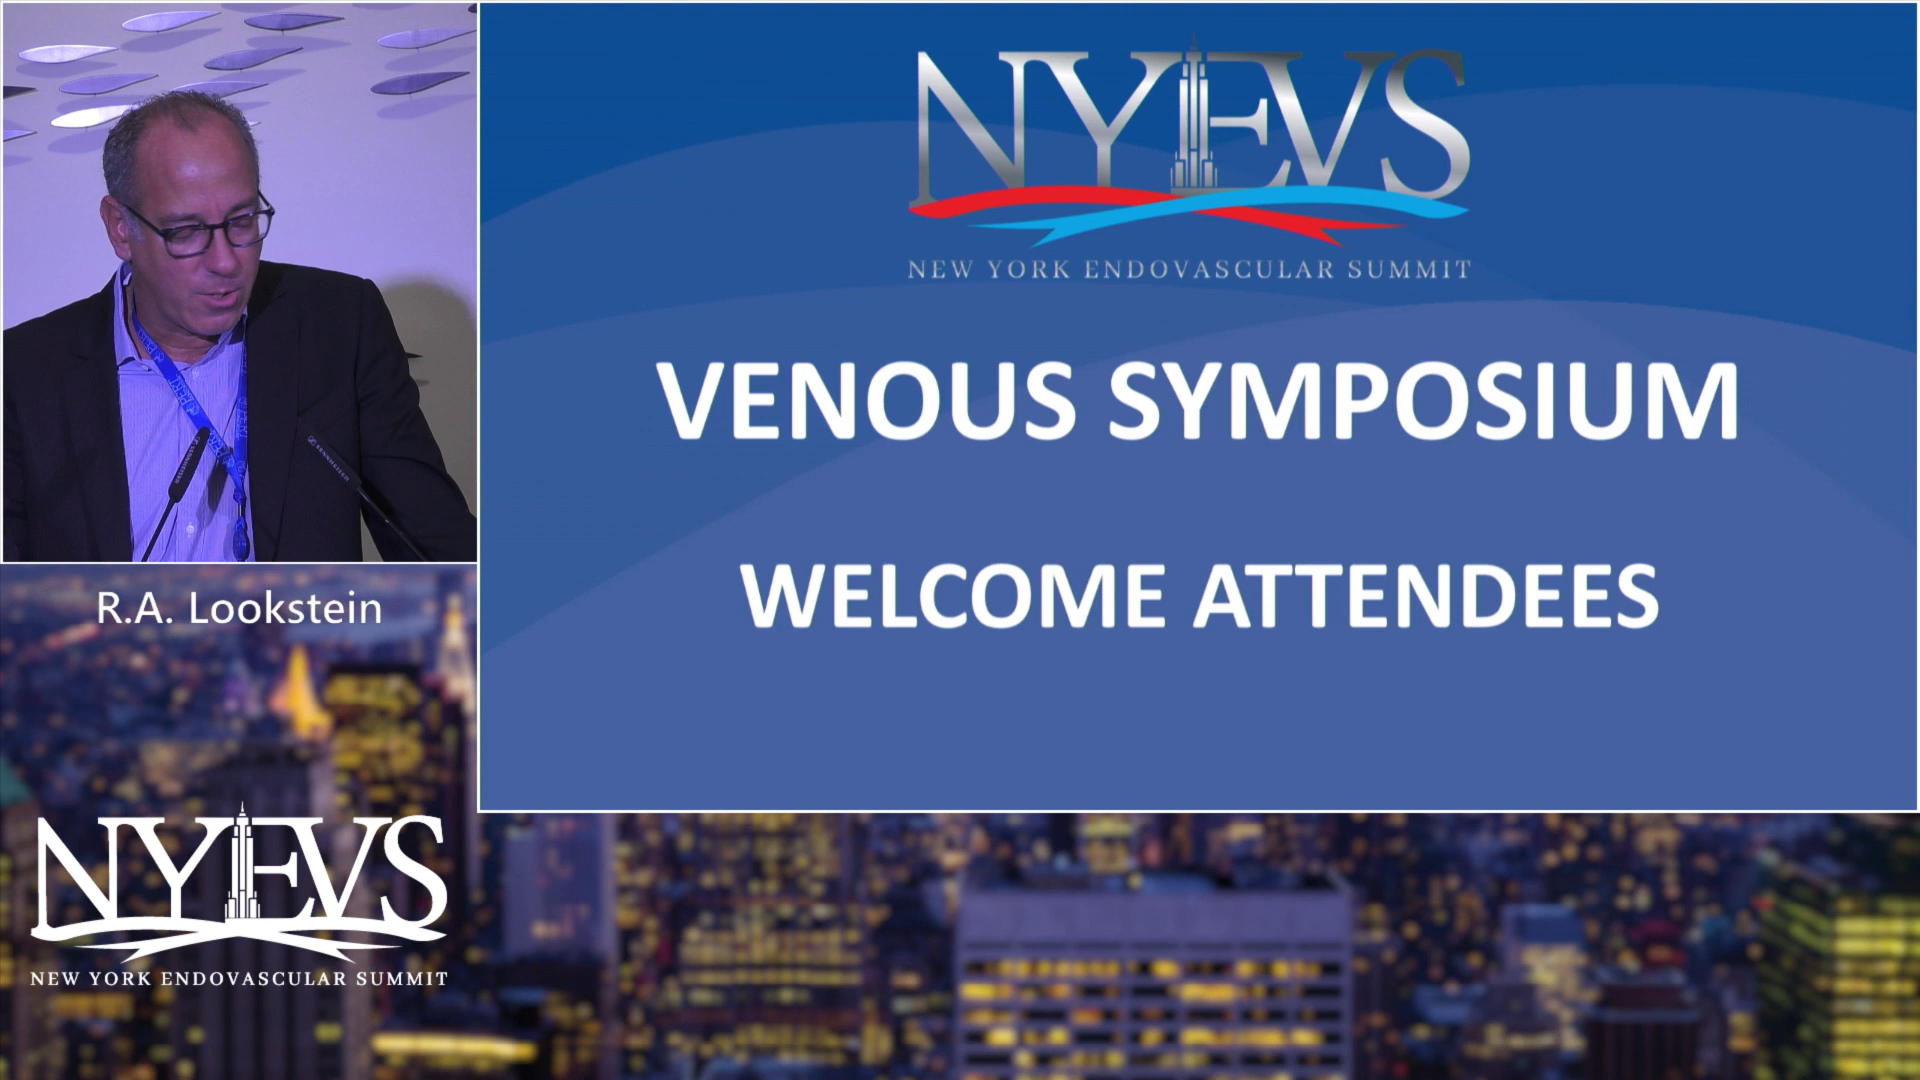 NYEVS
NEW YORK ENDOVASCULAR SUMMIT
VENOUS SYMPOSIUM
WELCOME ATTENDEES
R.A. Lookstein
NYEVS
NEW YORK ENDOVASCULAR SUMMIT